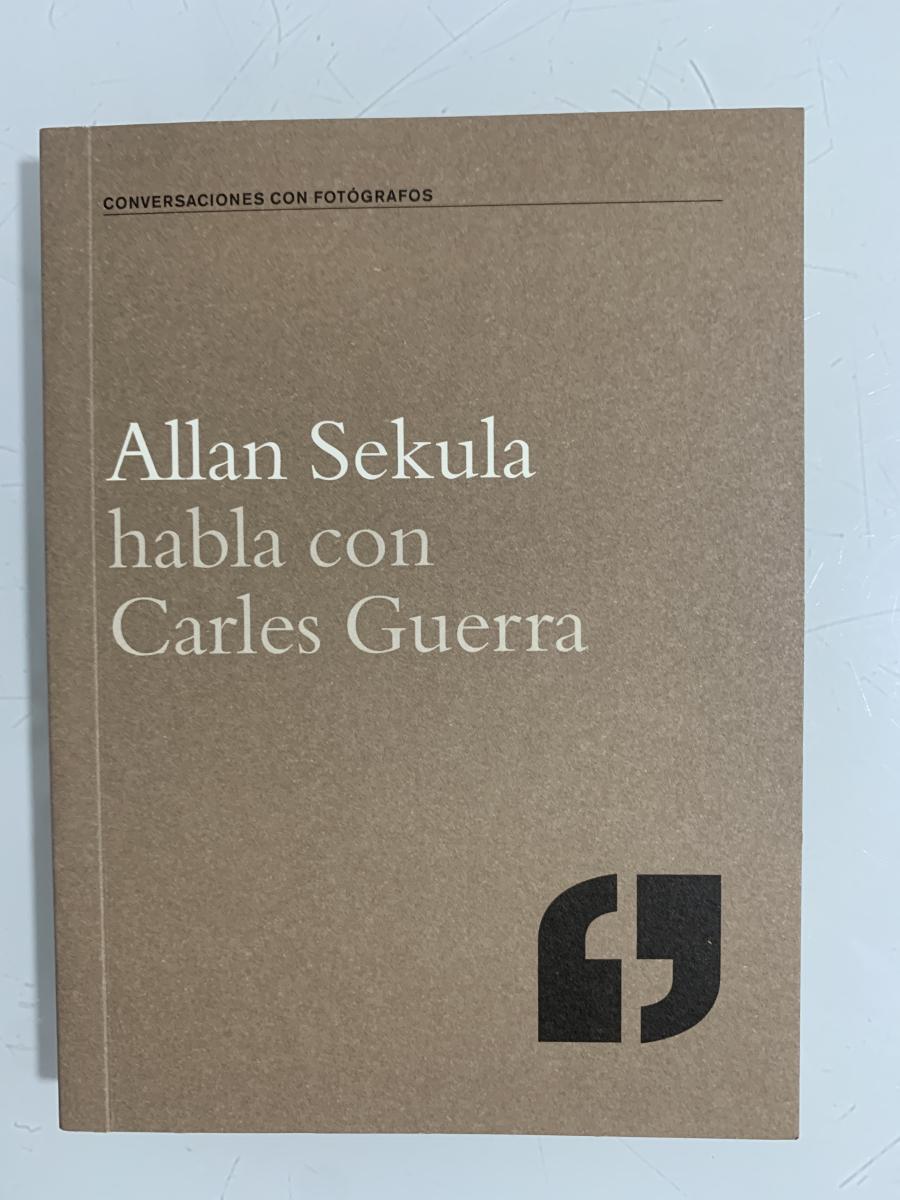 CONVERSACIONES CON FOTÓGRAFOS
Allan Sekula
habla con
Carles Guerra